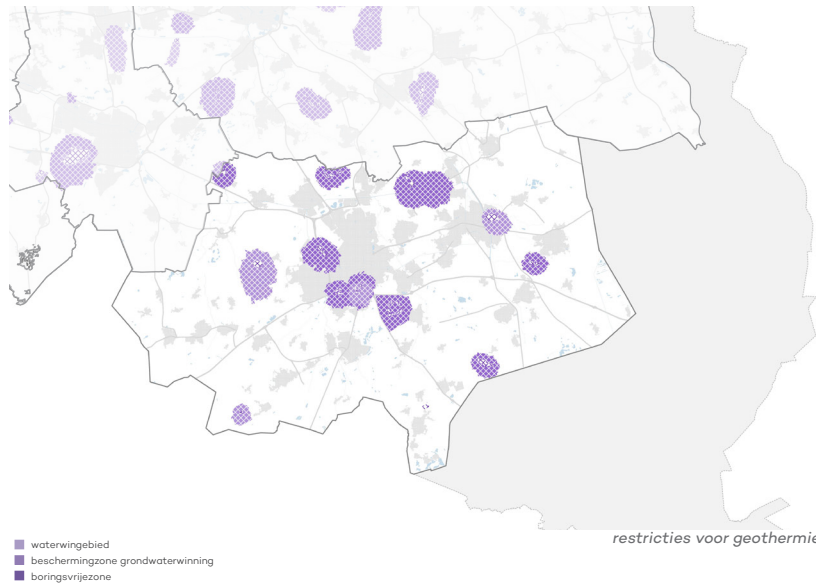 restricties voor geothermie
waterwingebied
beschermingzone grondwaterwinning
boringsvrijezone